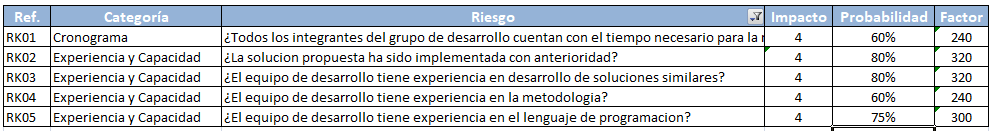 Ref. Categoría Riesgo Impacto Probabilidad Factor
RK01 Cronograma ¿Todos los integrantes del grupo de desarrollo cuentan con el tiempo necesario para la 4 60% 240
RK02 Experiencia y Capacidad ¿La solucion propuesta ha sido implementada con anterioridad? 4 80% 320
RK03 Experiencia y Capacidad ¿El equipo de desarrollo tiene experiencia en desarrollo de soluciones similares? 4 80% 320
RK04 Experiencia y Capacidad ¿El equipo de desarrollo tiene experiencia en la metodologia? 4 60% 240
RK05 Experiencia y Capacidad ¿El equipo de desarrollo tiene experiencia en el lenguaje de programacion? 4 75% 300